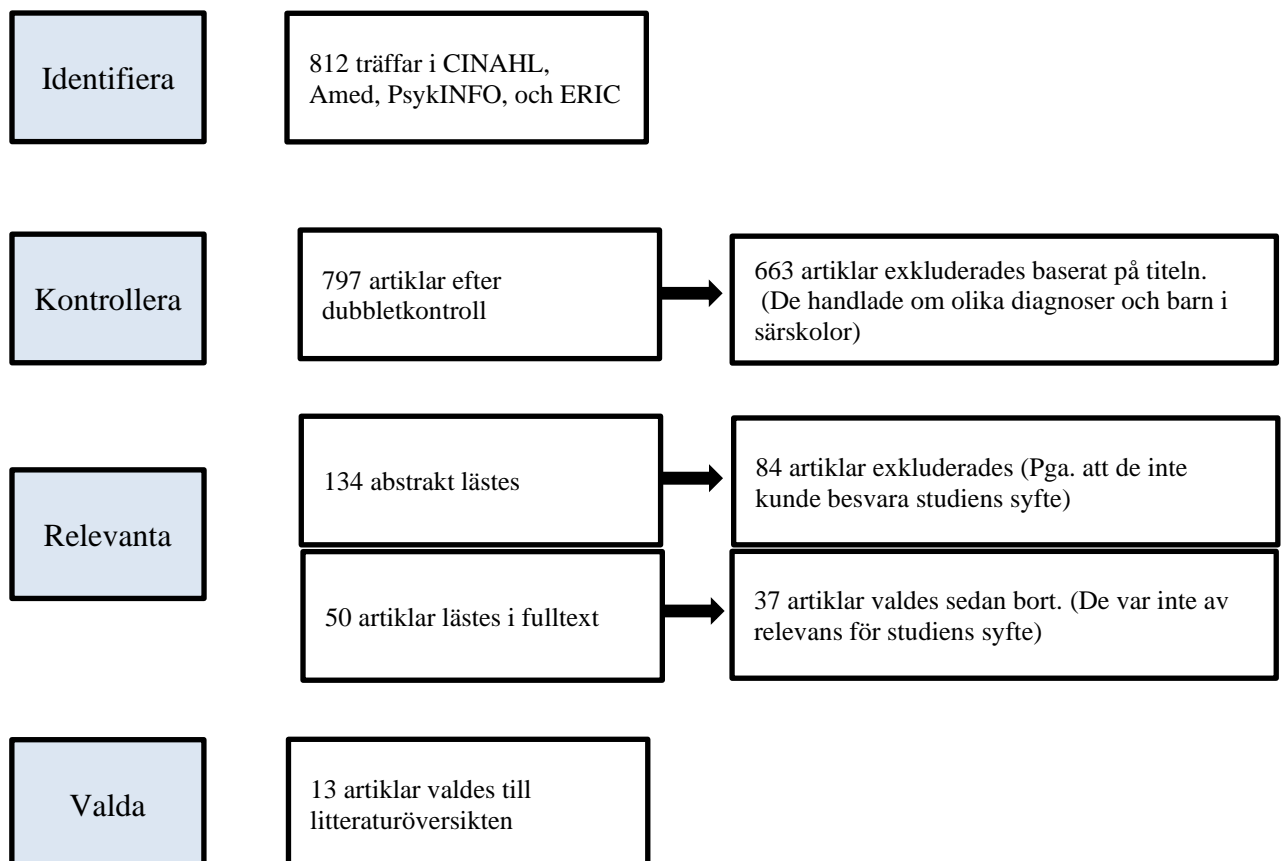 Identifiera
812 träffar i CINAHL,
Amed, PsykINFO, och ERIC
Kontrollera
797 artiklar efter
dubbletkontroll
663 artiklar exkluderades baserat på titeln.
(De handlade om olika diagnoser och barn i
särskolor)
Relevanta
134 abstrakt lästes
84 artiklar exkluderades (Pga. att de inte
kunde besvara studiens syfte)
50 artiklar lästes i fulltext
37 artiklar valdes sedan bort. (De var inte av
relevans för studiens syfte)
Valda
13 artiklar valdes till
litteraturöversikten